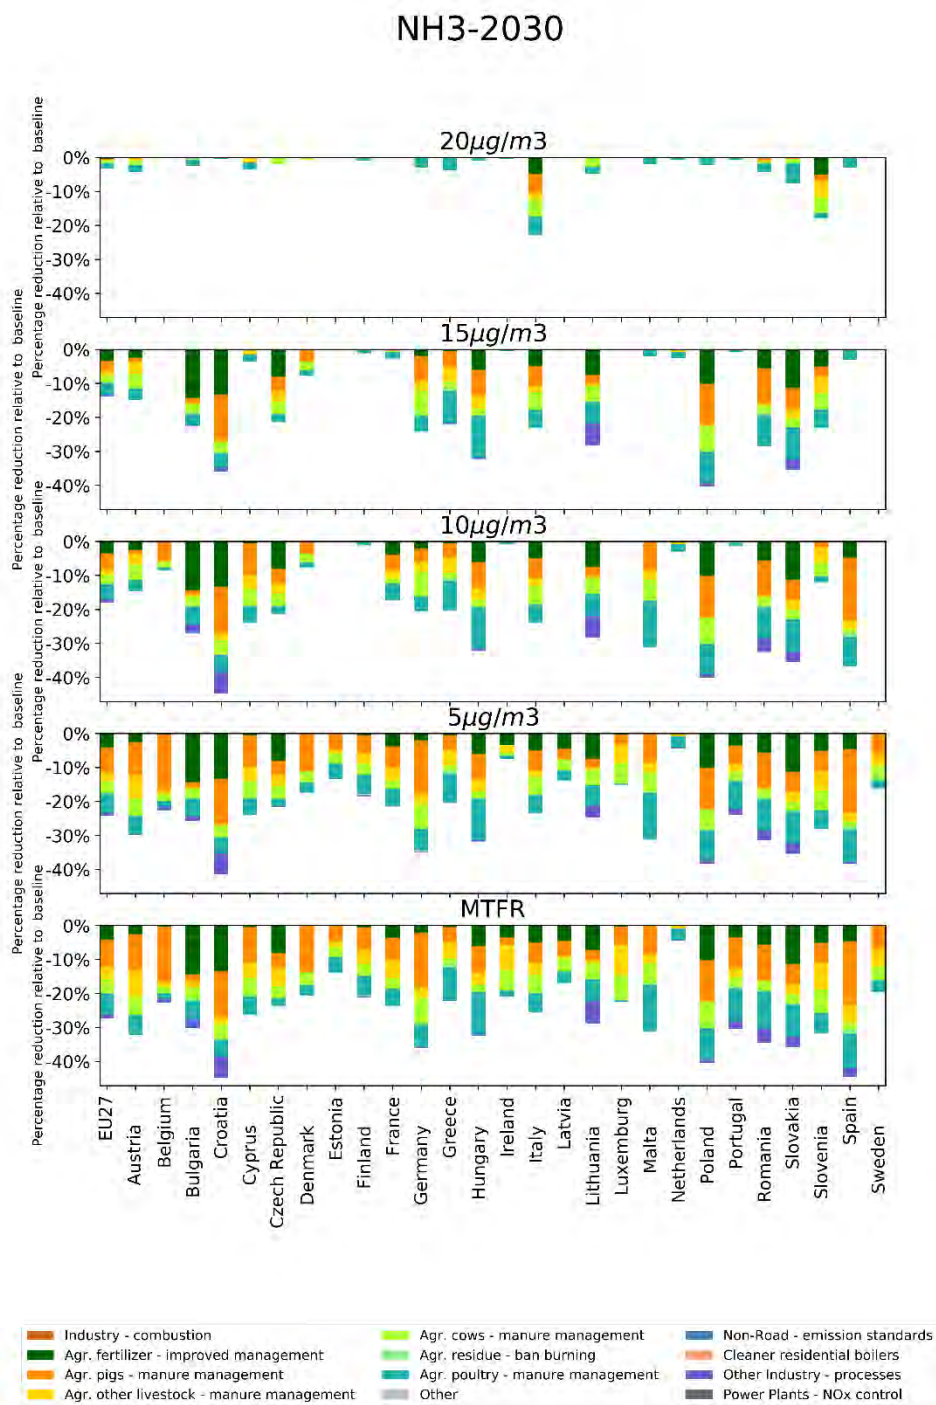 NH3-2030
20μg/m3
Percentage reduction relative to baseline
0%
-10%
-20%
-30%
-40%
15μg/m3
Percentage reduction relative to baseline
0%
-10%
-20%
-30%
-40%
10μg/m3
Percentage reduction relative to baseline
0%
-10%
-20%
-30%
-40%
5μg/m3
Percentage reduction relative to baseline
0%
-10%
-20%
-30%
-40%
MTFR
Percentage reduction relative to baseline
0%
-10%
-20%
-30%
-40%
EU27
Austria
Belgium
Bulgaria
Croatia
Cyprus
Czech Republic
Denmark
Estonia
Finland
France
Germany
Greece
Hungary
Ireland
Italy
Latvia
Lithuania
Luxemburg
Malta
Netherlands
Poland
Portugal
Romania
Slovakia
Slovenia
Spain
Sweden
Industry - combustion
Agr. fertilizer - improved management
Agr. pigs - manure management
Agr. other livestock - manure management
Agr. cows - manure management
Agr. residue - ban burning
Agr. poultry - manure management
Other
Non-Road - emission standards
Cleaner residential boilers
Other Industry - processes
Power Plants - NOx control